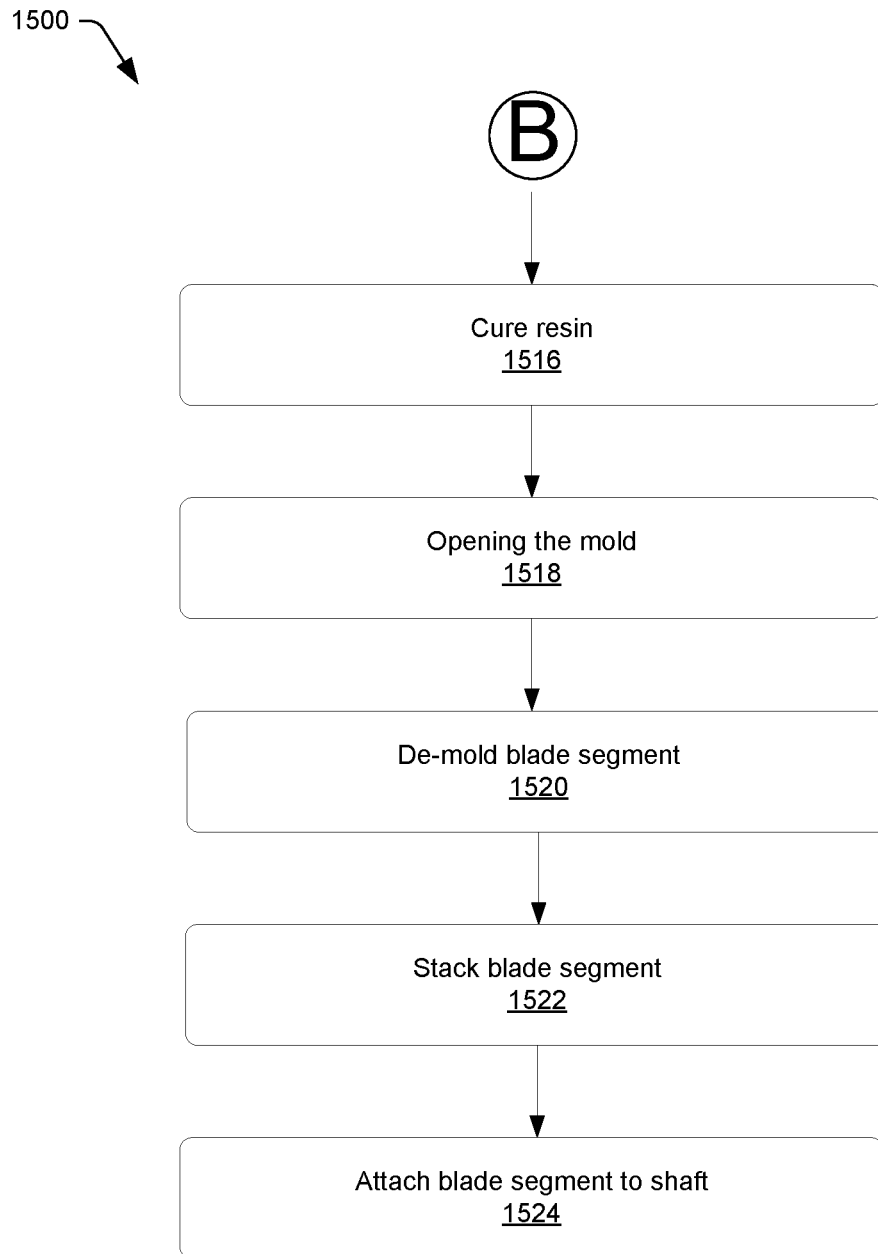 1500
B
Cure resin
1516
Opening the mold
1518
De-mold blade segment
1520
Stack blade segment
1522
Attach blade segment to shaft
1524